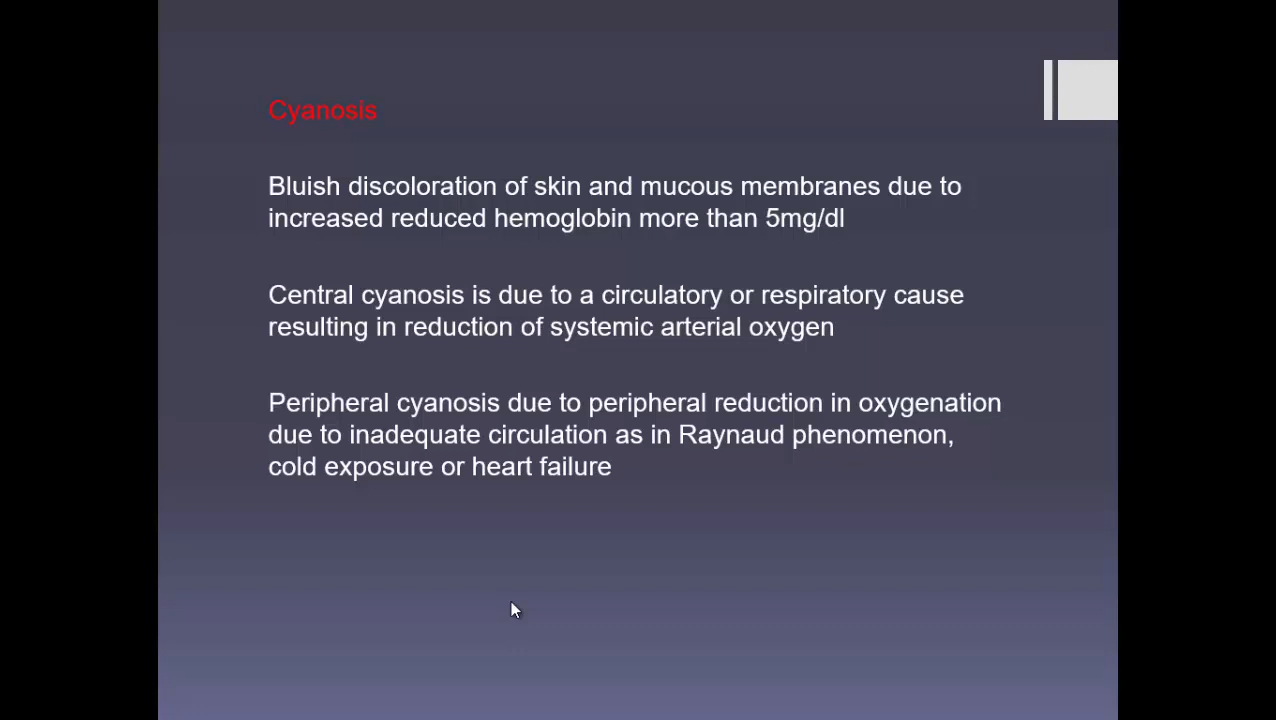 Cyanosis
Bluish discoloration of skin and mucous membranes due to
increased reduced hemoglobin more than 5mg/dl
Central cyanosis is due to a circulatory or respiratory cause
resulting in reduction of systemic arterial oxygen
Peripheral cyanosis due to peripheral reduction in oxygenation
due to inadequate circulation as in Raynaud phenomenon,
cold exposure or heart failure